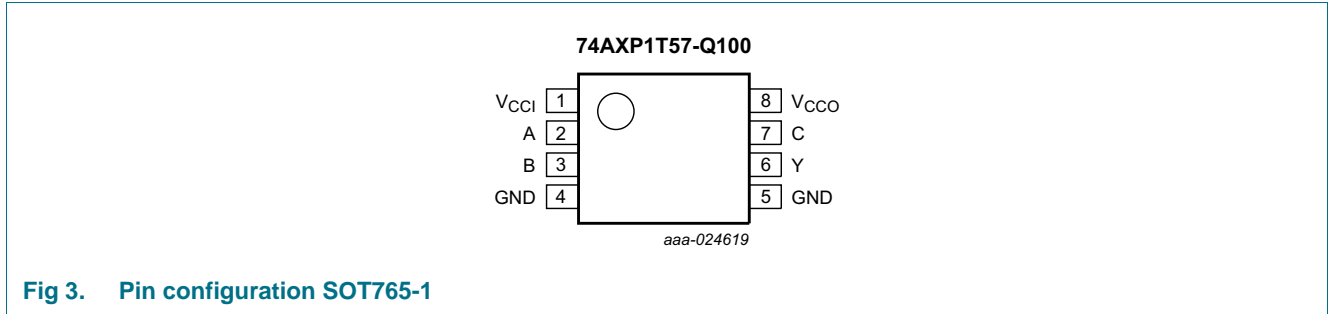 74AXP1T57-Q100
VCCI 1 8 VCCO
A 2 7 C
B 3 6 Y
GND 4 5 GND
aaa-024619
Fig 3. Pin configuration SOT765-1